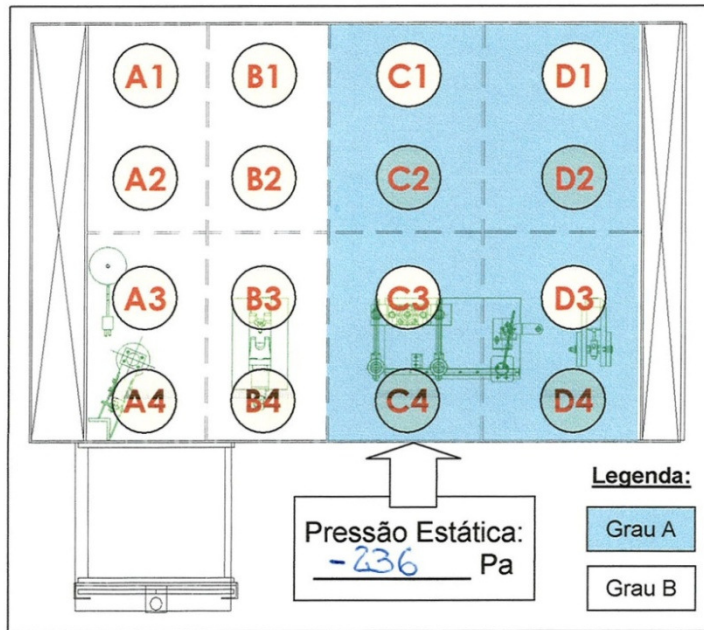 A1 B1 C1 D1
A2 B2 C2 D2
A3 B3 C3 D3
A4 B4 C4 D4
Pressão Estática:
-236 Pa
Legenda:
Grau A
Grau B